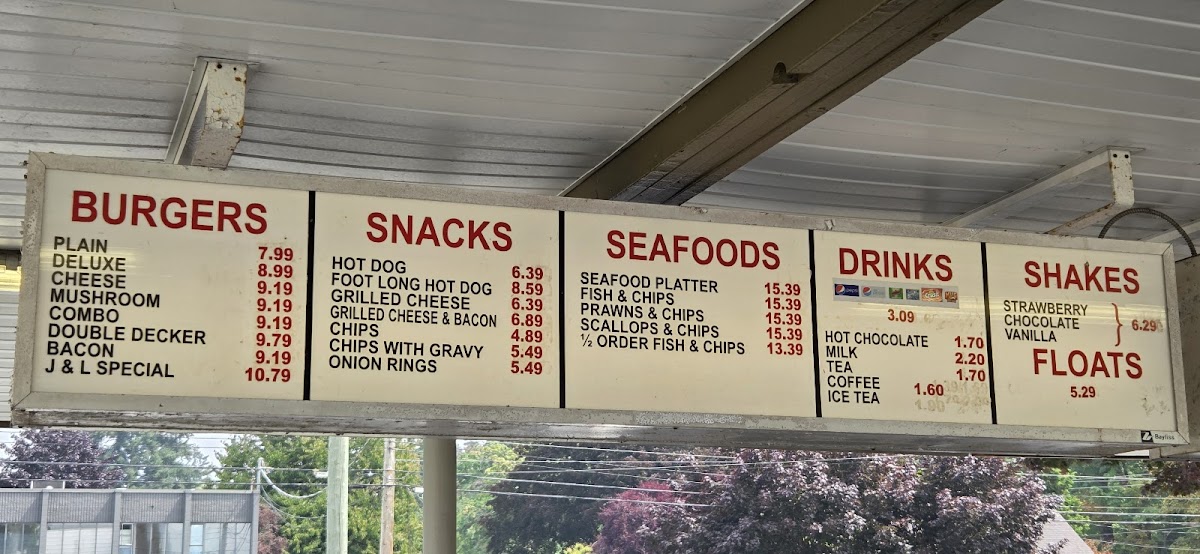 BURGERS
PLAIN 7.99
DELUXE 8.99
CHEESE 9.19
MUSHROOM 9.19
COMBO 9.19
DOUBLE DECKER 9.79
BACON 9.19
J & L SPECIAL 10.79
SNACKS
HOT DOG 6.39
FOOT LONG HOT DOG 8.59
GRILLED CHEESE 6.39
GRILLED CHEESE & BACON 6.89
CHIPS 4.89
CHIPS WITH GRAVY 5.49
ONION RINGS 5.49
SEAFOODS
SEAFOOD PLATTER 15.39
FISH & CHIPS 15.39
PRAWNS & CHIPS 15.39
SCALLOPS & CHIPS 15.39
½ ORDER FISH & CHIPS 13.39
DRINKS
3.09
HOT CHOCOLATE 1.70
MILK 2.20
TEA 1.70
COFFEE 1.60
ICE TEA
SHAKES
STRAWBERRY
CHOCOLATE 6.290
VANILLA
FLOATS
5.29
Bayliss